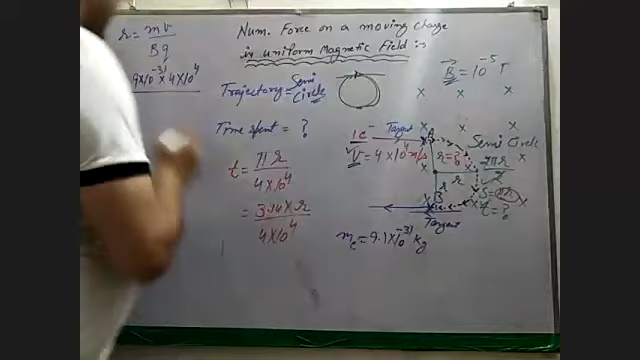 r = mv / Bq
9×10^-31 × 4×10^4
Num. Force on a moving charge
in uniform Magnetic Field :-
Trajectory = Semi Circle
Time spent = ?
t = πr / 4×10^4
= 3.14 × r / 4×10^4
B = 10^-5 T
1e^-
Tangent
V = 4×10^4 m/s
r = ?
r
r
B
Semi Circle
2πr / 2
S = πr
t = ?
Tangent
m_e = 9.1×10^-31 kg